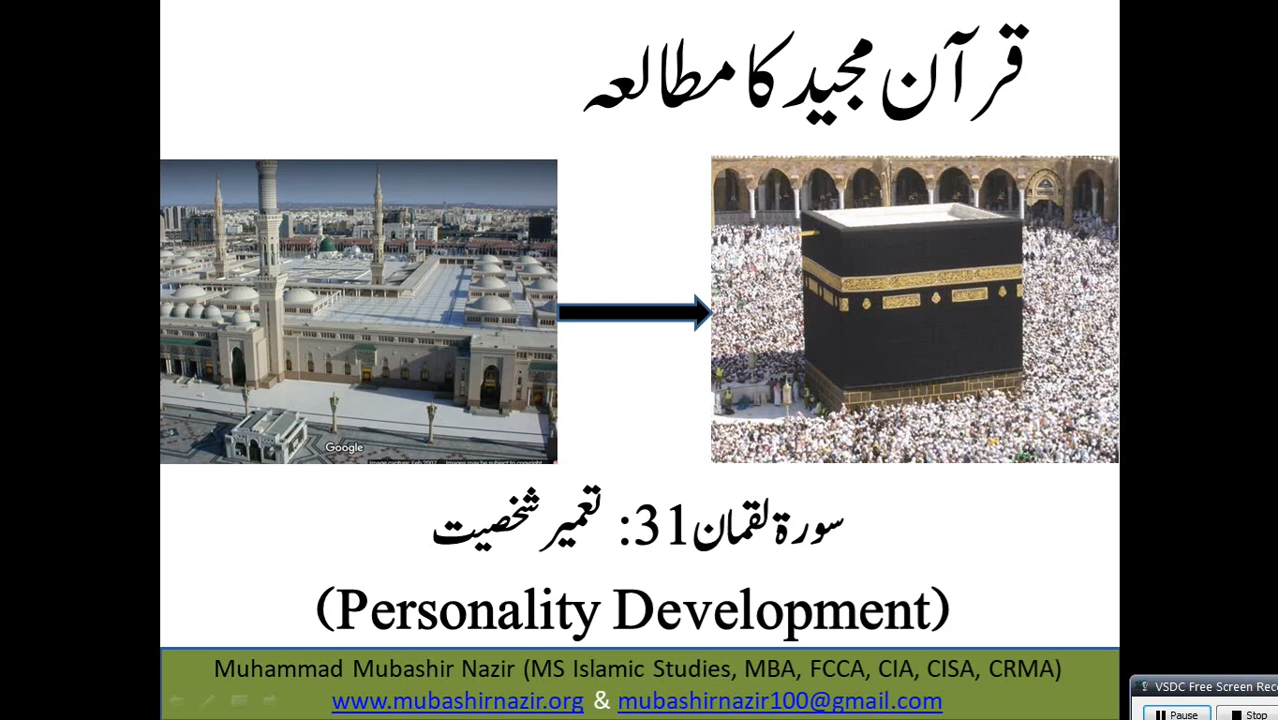 قرآن مجید کا مطالعہ
Google
سورۃ لقمان 31: تعمیر شخصیت
(Personality Development)
Muhammad Mubashir Nazir (MS Islamic Studies, MBA, FCCA, CIA, CISA, CRMA)
www.mubashirnazir.org & mubashirnazir100@gmail.com
VSDC Free Screen Rec
Pause
Stop